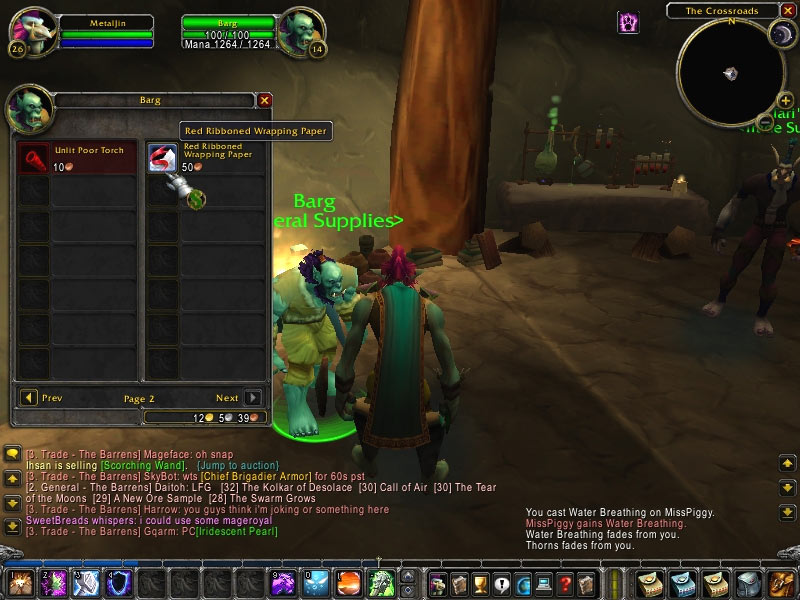 MetalJin
26
Barg
100 / 100
Mana 1264 / 1264
14
The Crossroads
N
Barg
Red Ribboned Wrapping Paper
Unlit Poor Torch
10
Red Ribboned
Wrapping Paper
50
Barg
eral Supplies>
Prev
Page 2
Next
12 5 39
[3. Trade - The Barrens] Mageface: oh snap
Ihsan is selling [Scorching Wand]. {Jump to auction}
[3. Trade - The Barrens] SkyBot: wts [Chief Brigadier Armor] for 60s pst
[2. General - The Barrens] Daitoh: LFG [32] The Kolkar of Desolace [30] Call of Air [30] The Tear
of the Moons [29] A New Ore Sample [28] The Swarm Grows
[3. Trade - The Barrens] Harrow: you guys think i'm joking or something here
SweetBreads whispers: i could use some mageroyal
[3. Trade - The Barrens] Gqarm: PC[Iridescent Pearl]
You cast Water Breathing on MissPiggy.
MissPiggy gains Water Breathing.
Water Breathing fades from you.
Thorns fades from you.